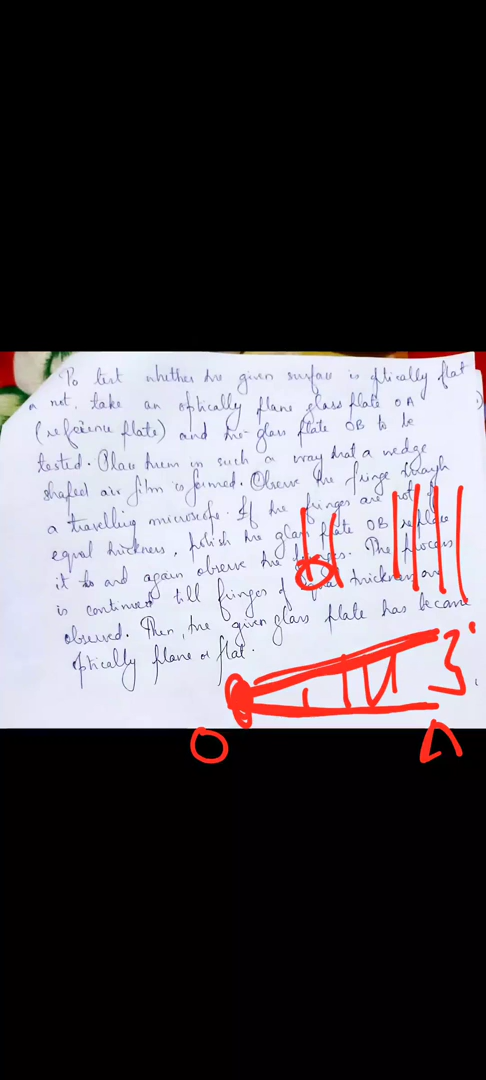 To test whether the given surface is optically flat
or not, take an optically plane glass plate OA
(reference plate) and the glass plate OB to be
tested. Place them in such a way that a wedge
shaped air film is formed. Observe the fringe through
a travelling microscope. If the fringes are not of
equal thickness, polish the glass plate OB replace
it and again observe the fringes. The process
is continued till fringes of equal thickness are
observed. Then, the given glass plate has become
optically plane or flat.
O A